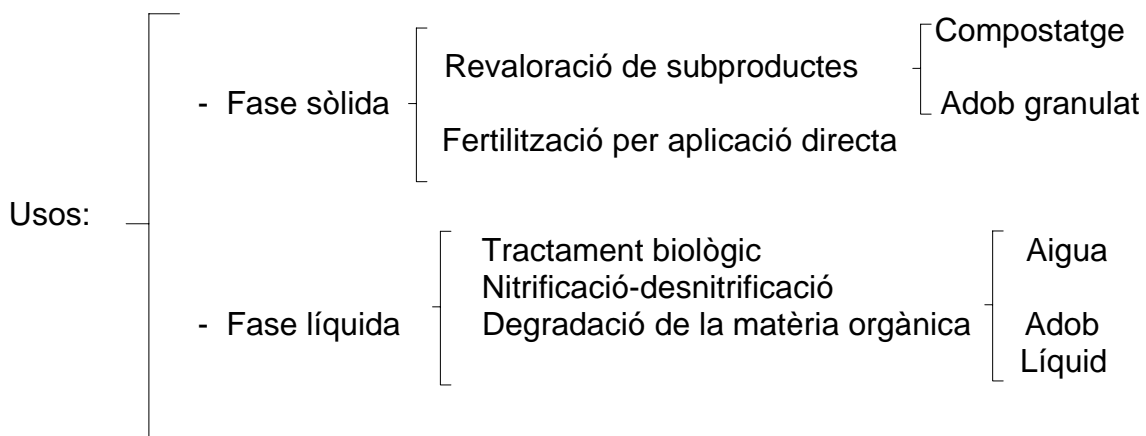 Usos:
- Fase sòlida
Revaloració de subproductes
Compostatge
Adob granulat
Fertilització per aplicació directa
- Fase líquida
Tractament biològic
Nitrificació-desnitrificació
Degradació de la matèria orgànica
Aigua
Adob
Líquid